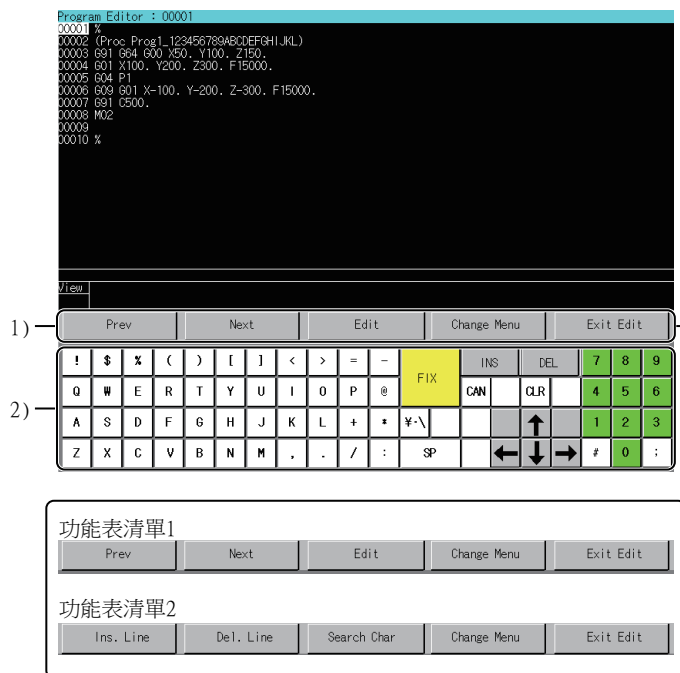 Program Editor : 00001
00001 %
00002 (Proc Prog1_123456789ABCDEFGHIJKL)
00003 G91 G64 G00 X50. Y100. Z150.
00004 G01 X100. Y200. Z300. F15000.
00005 G04 P1
00006 G09 G01 X-100. Y-200. Z-300. F15000.
00007 G91 C500.
00008 M02
00009
00010 %
View
1)
Prev Next Edit Change Menu Exit Edit
2)
! $ % ( ) [ ] < > = - FIX INS DEL 7 8 9
Q W E R T Y U I O P @ CAN CLR 4 5 6
A S D F G H J K L + * ¥·\ ↑ 1 2 3
Z X C V B N M , . / : SP ← ↓ → # 0 ;
功能表清單1
Prev Next Edit Change Menu Exit Edit
功能表清單2
Ins. Line Del. Line Search Char Change Menu Exit Edit